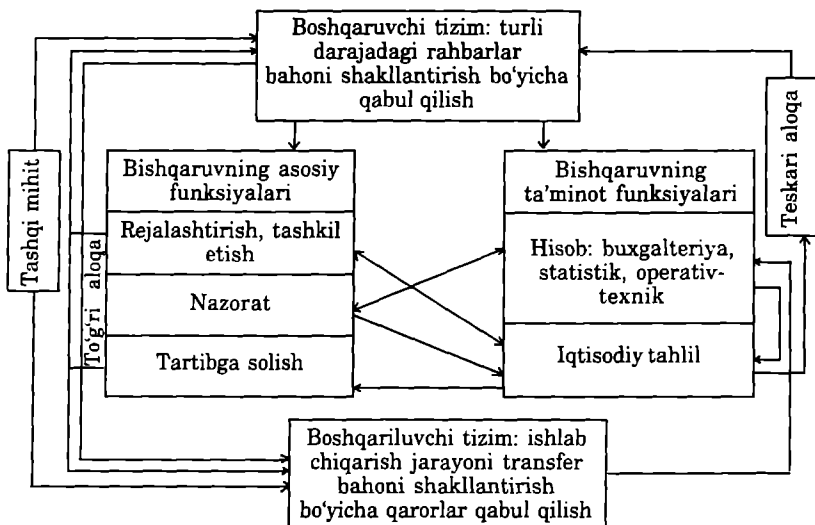 Boshqaruvchi tizim: turli
darajadagi rahbarlar
bahoni shakllantirish bo‘yicha
qabul qilish
Tashqi mihit
To‘g‘ri aloqa
Bishqaruvning asosiy
funksiyalari
Rejalashtirish, tashkil
etish
Nazorat
Tartibga solish
Bishqaruvning
ta’minot funksiyalari
Hisob: buxgalteriya,
statistik, operativ-
texnik
Iqtisodiy tahlil
Teskari aloqa
Boshqariluvchi tizim: ishlab
chiqarish jarayoni transfer
bahoni shakllantirish
bo‘yicha qarorlar qabul qilish